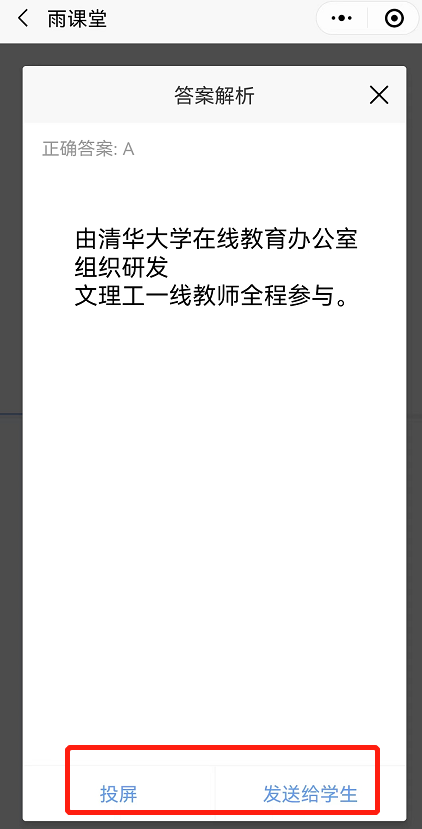 雨课堂
答案解析
正确答案: A
由清华大学在线教育办公室
组织研发
文理工一线教师全程参与。
投屏
发送给学生